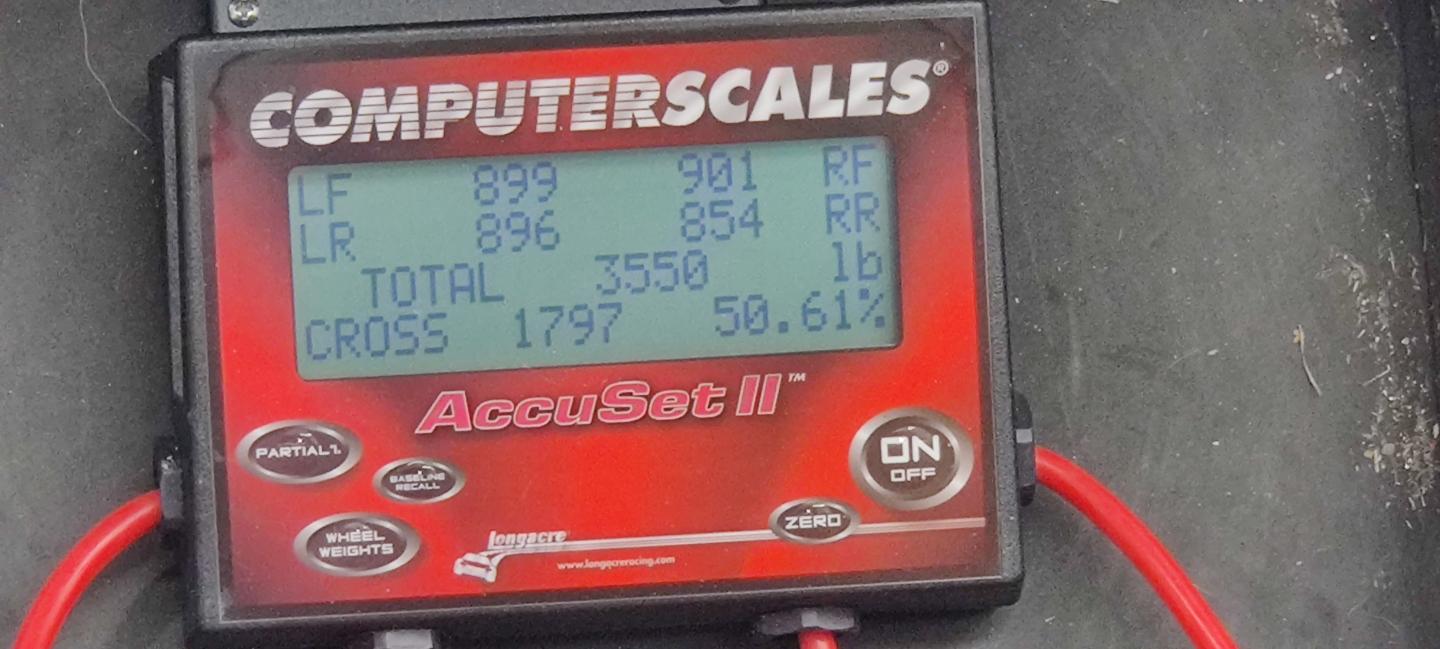 COMPUTERSCALES®
LF 899 901 RF
LR 896 854 RR
TOTAL 3550 lb
CROSS 1797 50.61%
AccuSet II™
PARTIAL%
BASELINE
RECALL
ON
OFF
WHEEL
WEIGHTS
ZERO
longacre
www.longacreracing.com